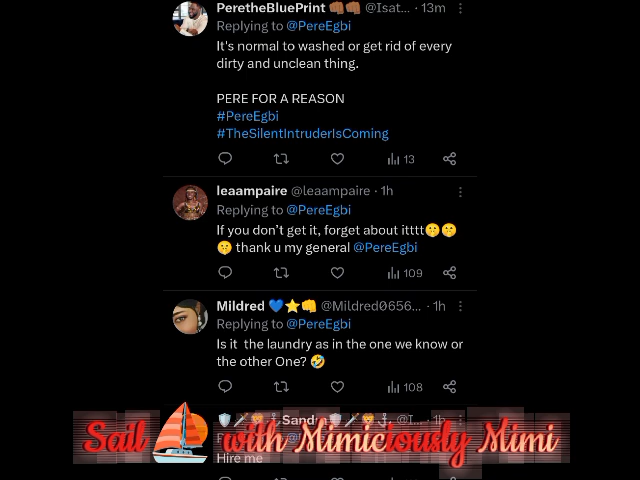 PeretheBluePrint 👊🏾👊🏾 @Isat... · 13m
Replying to @PereEgbi
It's normal to washed or get rid of every
dirty and unclean thing.
PERE FOR A REASON
#PereEgbi
#TheSilentIntruderIsComing
13
leaampaire @leaampaire · 1h
Replying to @PereEgbi
If you don't get it, forget about itttt🤫🤫
🤫 thank u my general @PereEgbi
109
Mildred 💙⭐👊 @Mildred0656... · 1h
Replying to @PereEgbi
Is it the laundry as in the one we know or
the other One? 🤣
108
Sandra @I... · 1h
Sail with Mimiciously Mimi
Hire me